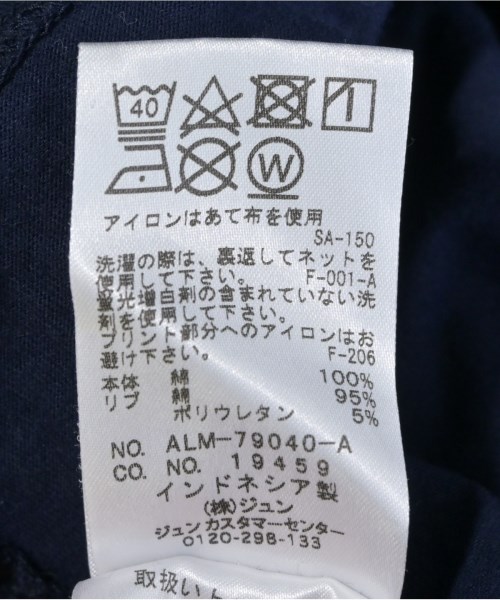 40
W
アイロンはあて布を使用
SA-150
洗濯の際は、裏返してネットを
使用して下さい。 F-001-A
蛍光増白剤の含まれていない洗
剤を使用して下さい。
プリント部分へのアイロンはお
避け下さい。 F-206
本体 綿 100%
リブ 綿 95%
ポリウレタン 5%
NO. ALM-79040-A
CO. NO. 19459
インドネシア製
(株)ジュン
ジュンカスタマーセンター
0120-298-133
取扱い